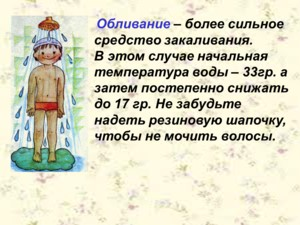 Обливание – более сильное
средство закаливания.
В этом случае начальная
температура воды – 33гр. а
затем постепенно снижать
до 17 гр. Не забудьте
надеть резиновую шапочку,
чтобы не мочить волосы.